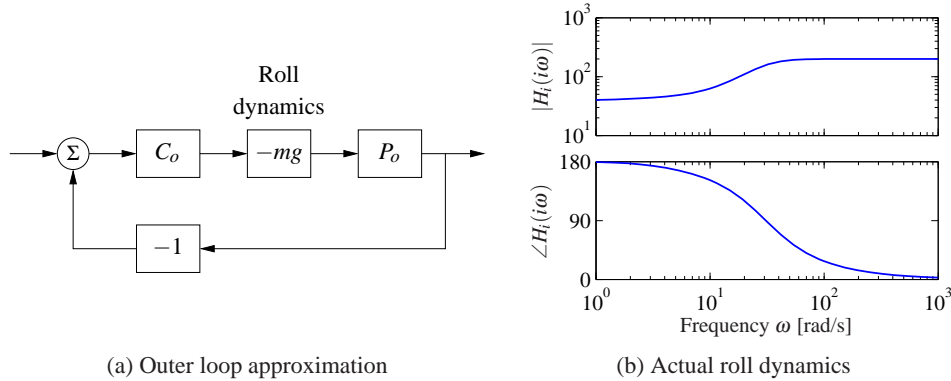 Roll
dynamics
Σ
C_o
−mg
P_o
−1
(a) Outer loop approximation
10^3
10^2
10^1
|H_i(iω)|
180
90
0
∠H_i(iω)
10^0 10^1 10^2 10^3
Frequency ω [rad/s]
(b) Actual roll dynamics